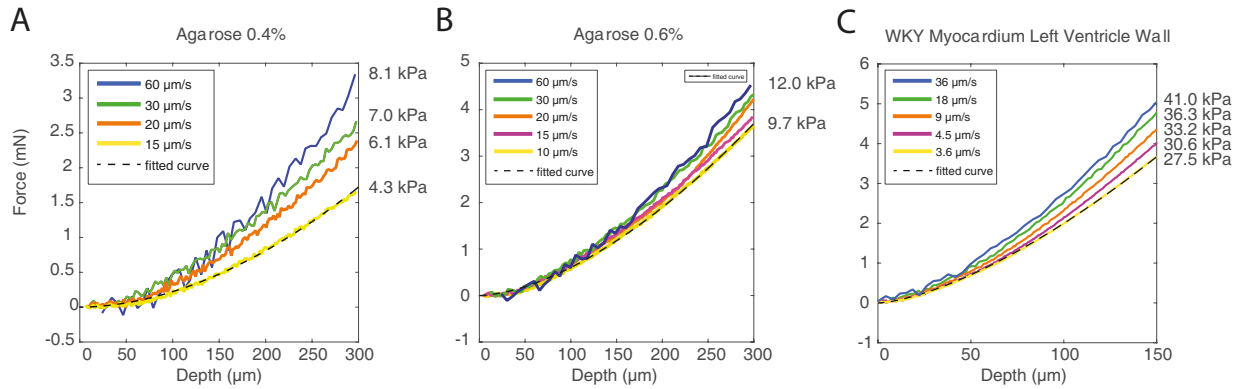 A
Agarose 0.4%
3.5
3
2.5
2
1.5
1
0.5
0
-0.5
Force (mN)
60 µm/s
30 µm/s
20 µm/s
15 µm/s
fitted curve
8.1 kPa
7.0 kPa
6.1 kPa
4.3 kPa
0 50 100 150 200 250 300
Depth (µm)
B
Agarose 0.6%
5
4
3
2
1
0
-1
60 µm/s
30 µm/s
20 µm/s
15 µm/s
10 µm/s
fitted curve
fitted curve
12.0 kPa
9.7 kPa
0 50 100 150 200 250 300
Depth (µm)
C
WKY Myocardium Left Ventricle Wall
6
5
4
3
2
1
0
-1
36 µm/s
18 µm/s
9 µm/s
4.5 µm/s
3.6 µm/s
fitted curve
41.0 kPa
36.3 kPa
33.2 kPa
30.6 kPa
27.5 kPa
0 50 100 150
Depth (µm)